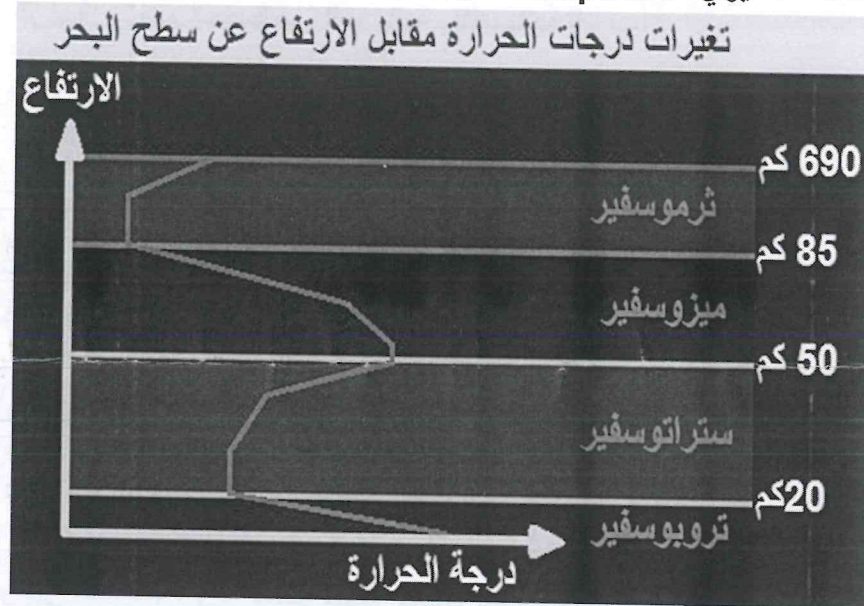 تغيرات درجات الحرارة مقابل الارتفاع عن سطح البحر
الارتفاع
690 كم
ثرموسفير
85 كم
ميزوسفير
50 كم
ستراتوسفير
20كم
تروبوسفير
درجة الحرارة